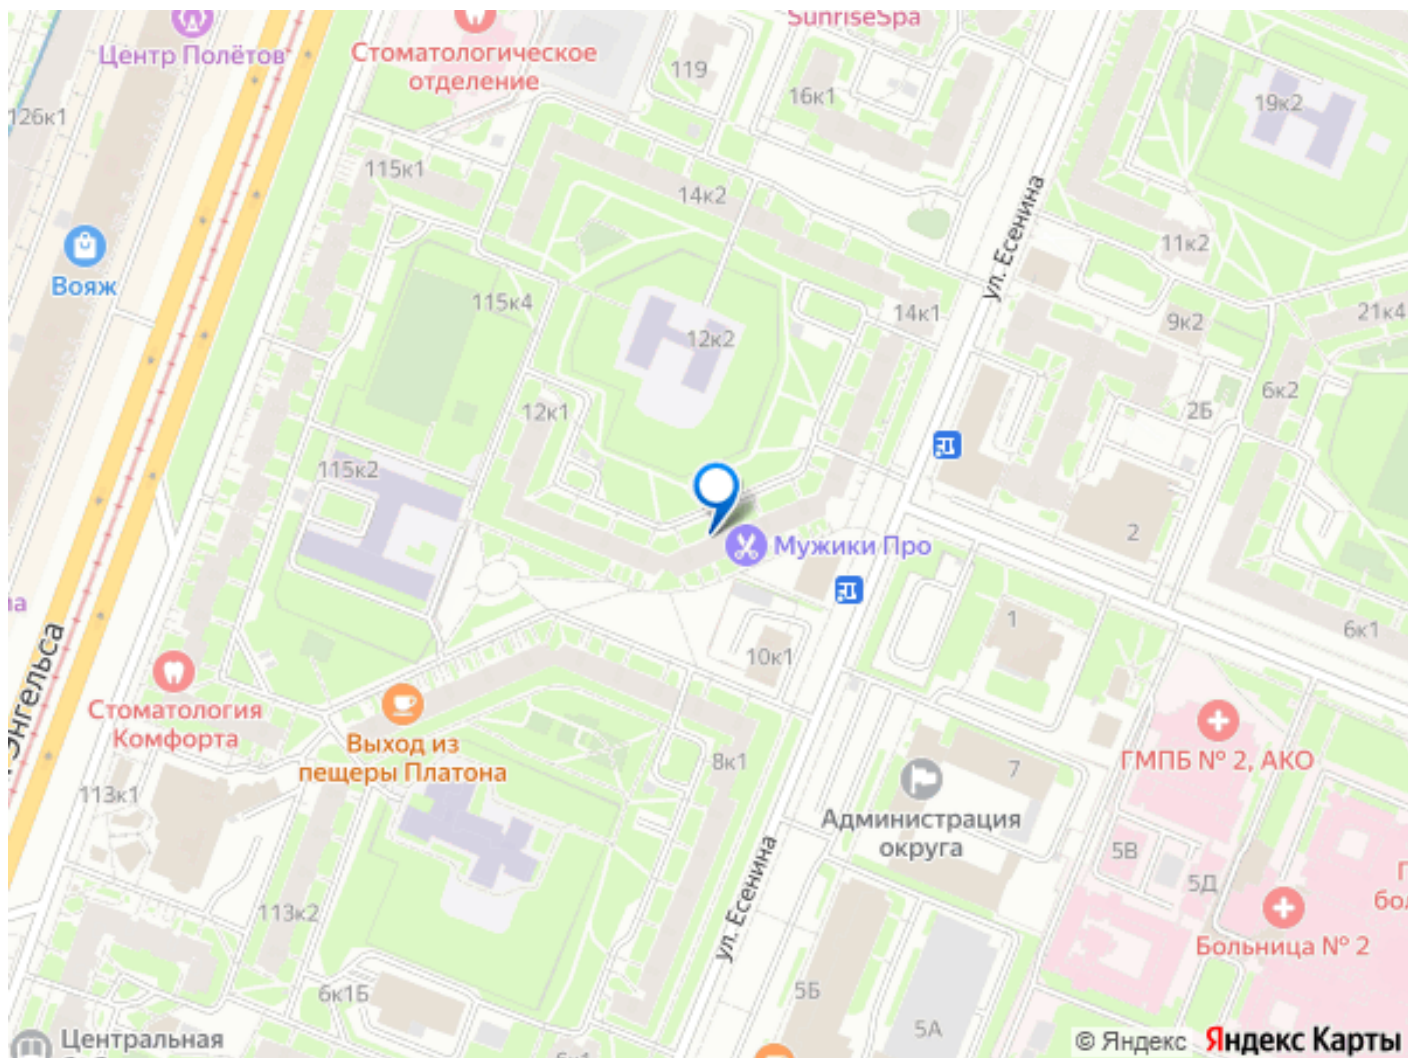 SunriseSpa
Центр Полётов
Стоматологическое
отделение
119
16к1
19к2
126к1
115к1
14к2
ул. Есенина
11к2
Вояж
115к4
14к1
9к2
21к4
12к2
12к1
6к2
2Б
115к2
2
Мужики Про
1
6к1
10к1
Энгельса
Стоматология
Комфорта
Выход из
пещеры Платона
8к1
7
ГМПБ № 2, АКО
113к1
Администрация
округа
5В
5Д
ул. Есенина
113к2
Больница № 2
6к1Б
5Б
5А
Центральная
© Яндекс Яндекс Карты